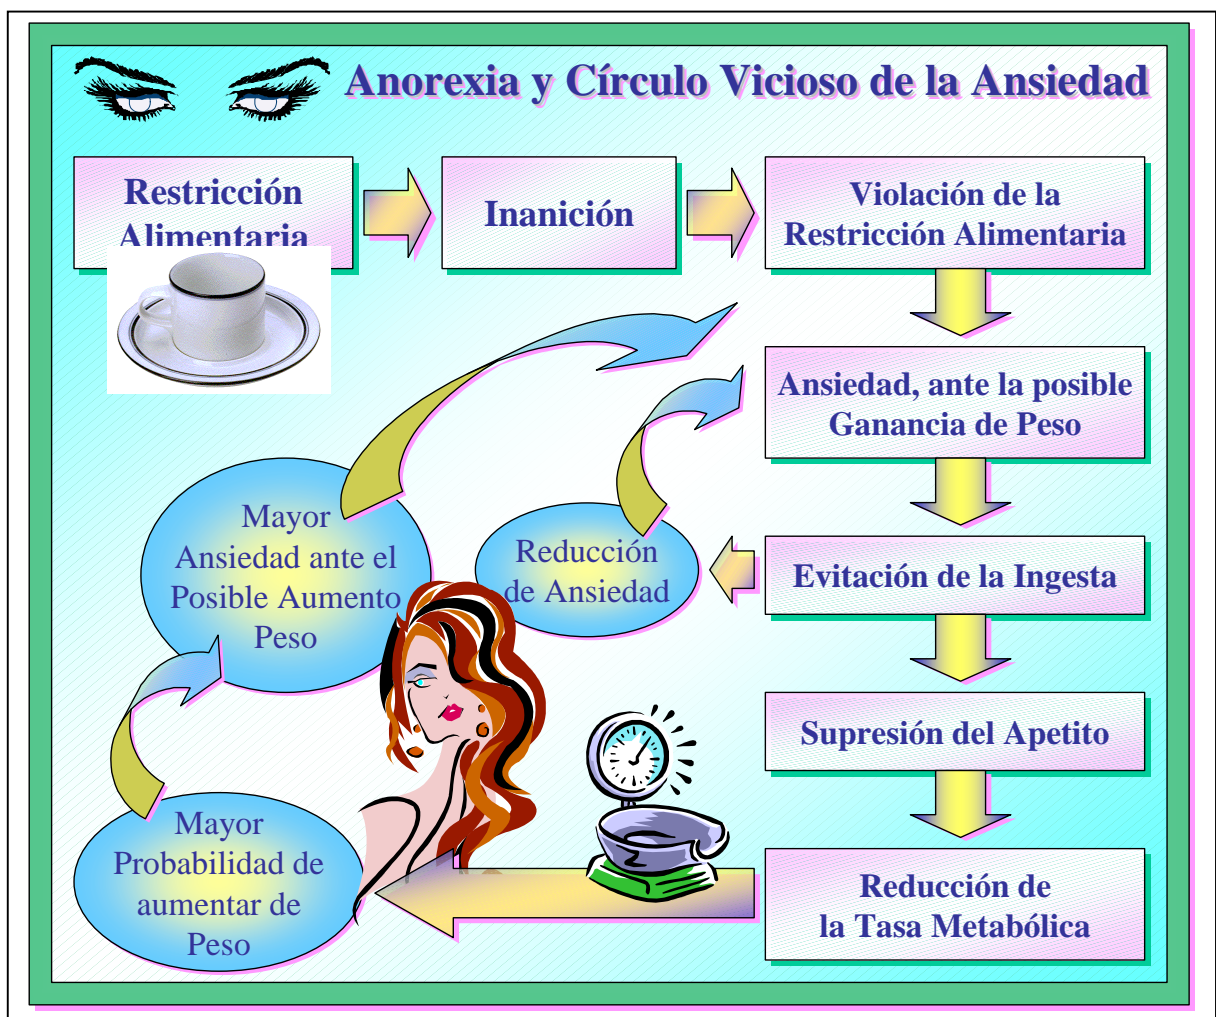 Anorexia y Círculo Vicioso de la Ansiedad
Restricción
Alimentaria
Inanición
Violación de la
Restricción Alimentaria
Ansiedad, ante la posible
Ganancia de Peso
Mayor
Ansiedad ante el
Posible Aumento
Peso
Reducción
de Ansiedad
Evitación de la Ingesta
Supresión del Apetito
Mayor
Probabilidad de
aumentar de
Peso
Reducción de
la Tasa Metabólica